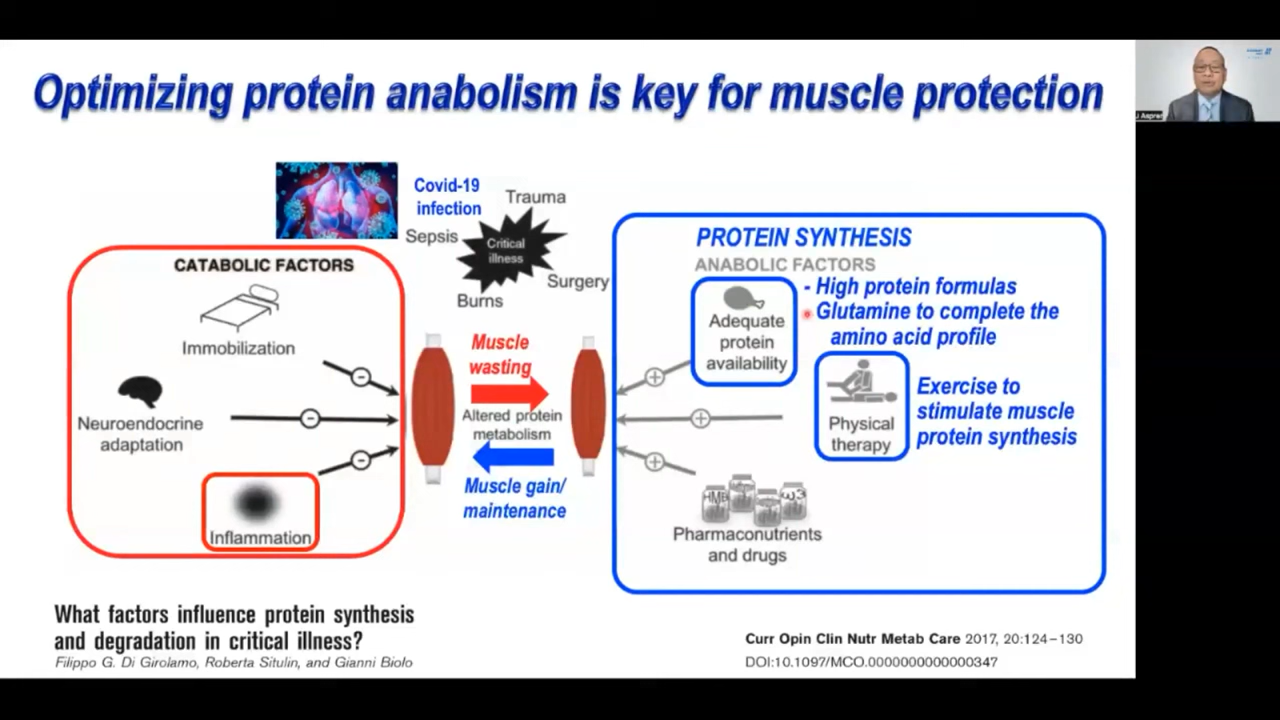 Optimizing protein anabolism is key for muscle protection
Covid-19
infection
Trauma
Sepsis
Critical
illness
Surgery
Burns
CATABOLIC FACTORS
Immobilization
Neuroendocrine
adaptation
Inflammation
Muscle
wasting
Altered protein
metabolism
Muscle gain/
maintenance
PROTEIN SYNTHESIS
ANABOLIC FACTORS
Adequate
protein
availability
- High protein formulas
Glutamine to complete the
amino acid profile
Physical
therapy
Exercise to
stimulate muscle
protein synthesis
HMB
ω3
Pharmaconutrients
and drugs
What factors influence protein synthesis
and degradation in critical illness?
Filippo G. Di Girolamo, Roberta Situlin, and Gianni Biolo
Curr Opin Clin Nutr Metab Care 2017, 20:124–130
DOI:10.1097/MCO.0000000000000347